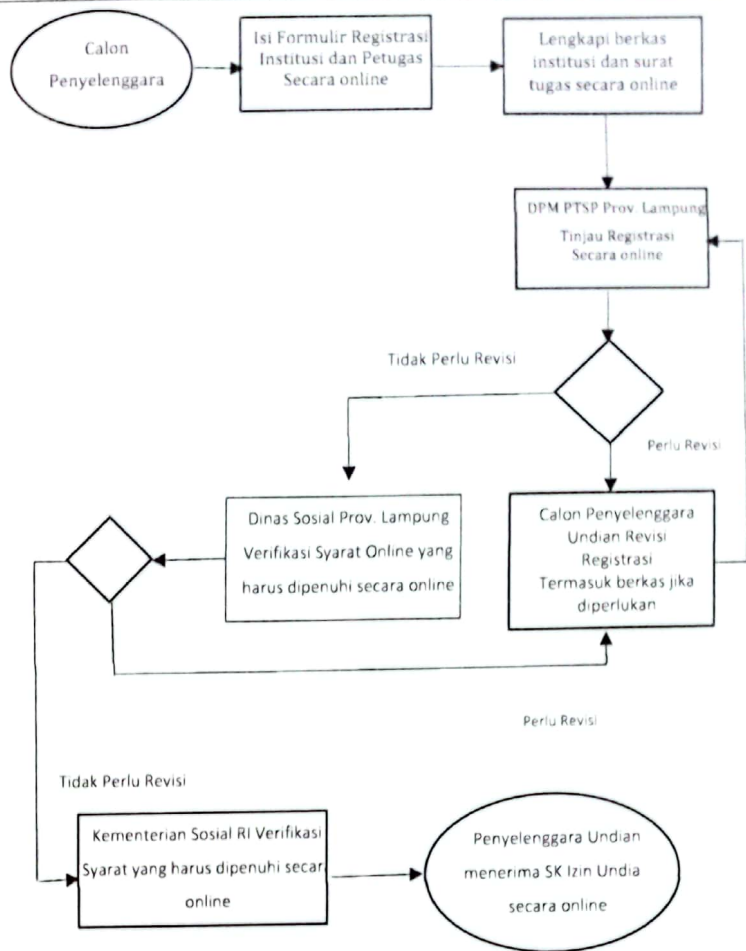 Calon
Penyelenggara
Isi Formulir Registrasi
Institusi dan Petugas
Secara online
Lengkapi berkas
institusi dan surat
tugas secara online
DPM PTSP Prov. Lampung
Tinjau Registrasi
Secara online
Tidak Perlu Revisi
Perlu Revisi
Dinas Sosial Prov. Lampung
Verifikasi Syarat Online yang
harus dipenuhi secara online
Calon Penyelenggara
Undian Revisi
Registrasi
Termasuk berkas jika
diperlukan
Perlu Revisi
Tidak Perlu Revisi
Kementerian Sosial RI Verifikasi
Syarat yang harus dipenuhi secar
online
Penyelenggara Undian
menerima SK Izin Undia
secara online